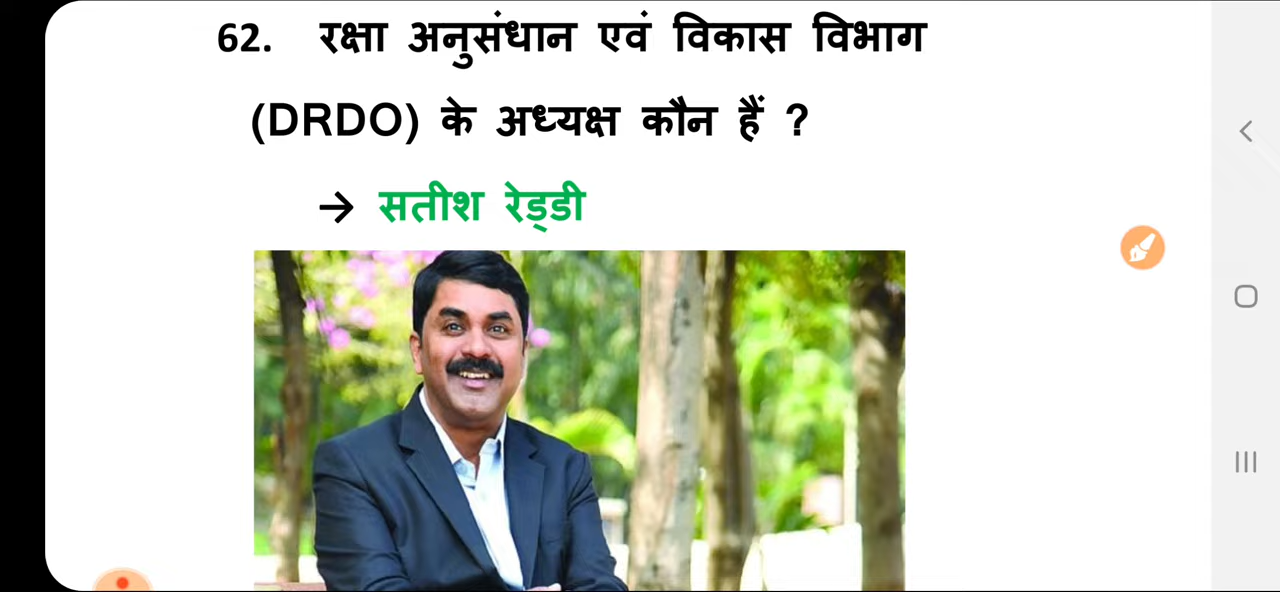 62. रक्षा अनुसंधान एवं विकास विभाग
(DRDO) के अध्यक्ष कौन हैं ?
→ सतीश रेड्डी